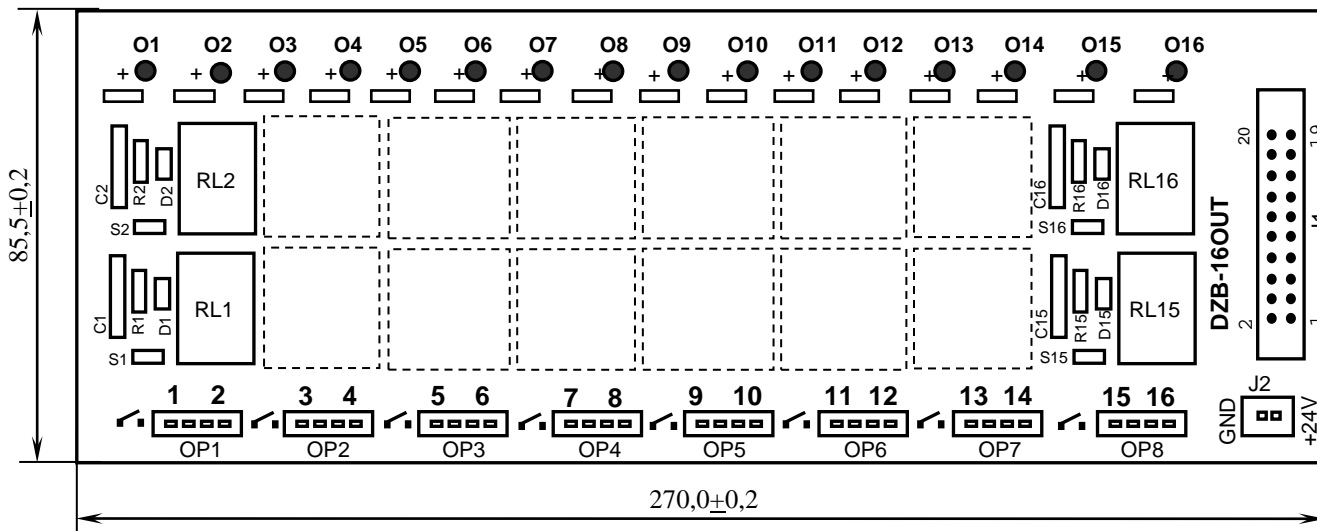 O1 O2 O3 O4 O5 O6 O7 O8 O9 O10 O11 O12 O13 O14 O15 O16
+ + + + + + + + + + + + + + + +
20 19
C2 R2 D2 RL2 C16 R16 D16 RL16
S2 S16
85,5±0,2
DZB-16OUT
J1
C1 R1 D1 RL1 C15 R15 D15 RL15
2 1
S1 S15
J2
1 2 3 4 5 6 7 8 9 10 11 12 13 14 15 16
GND +24V
OP1 OP2 OP3 OP4 OP5 OP6 OP7 OP8
270,0±0,2